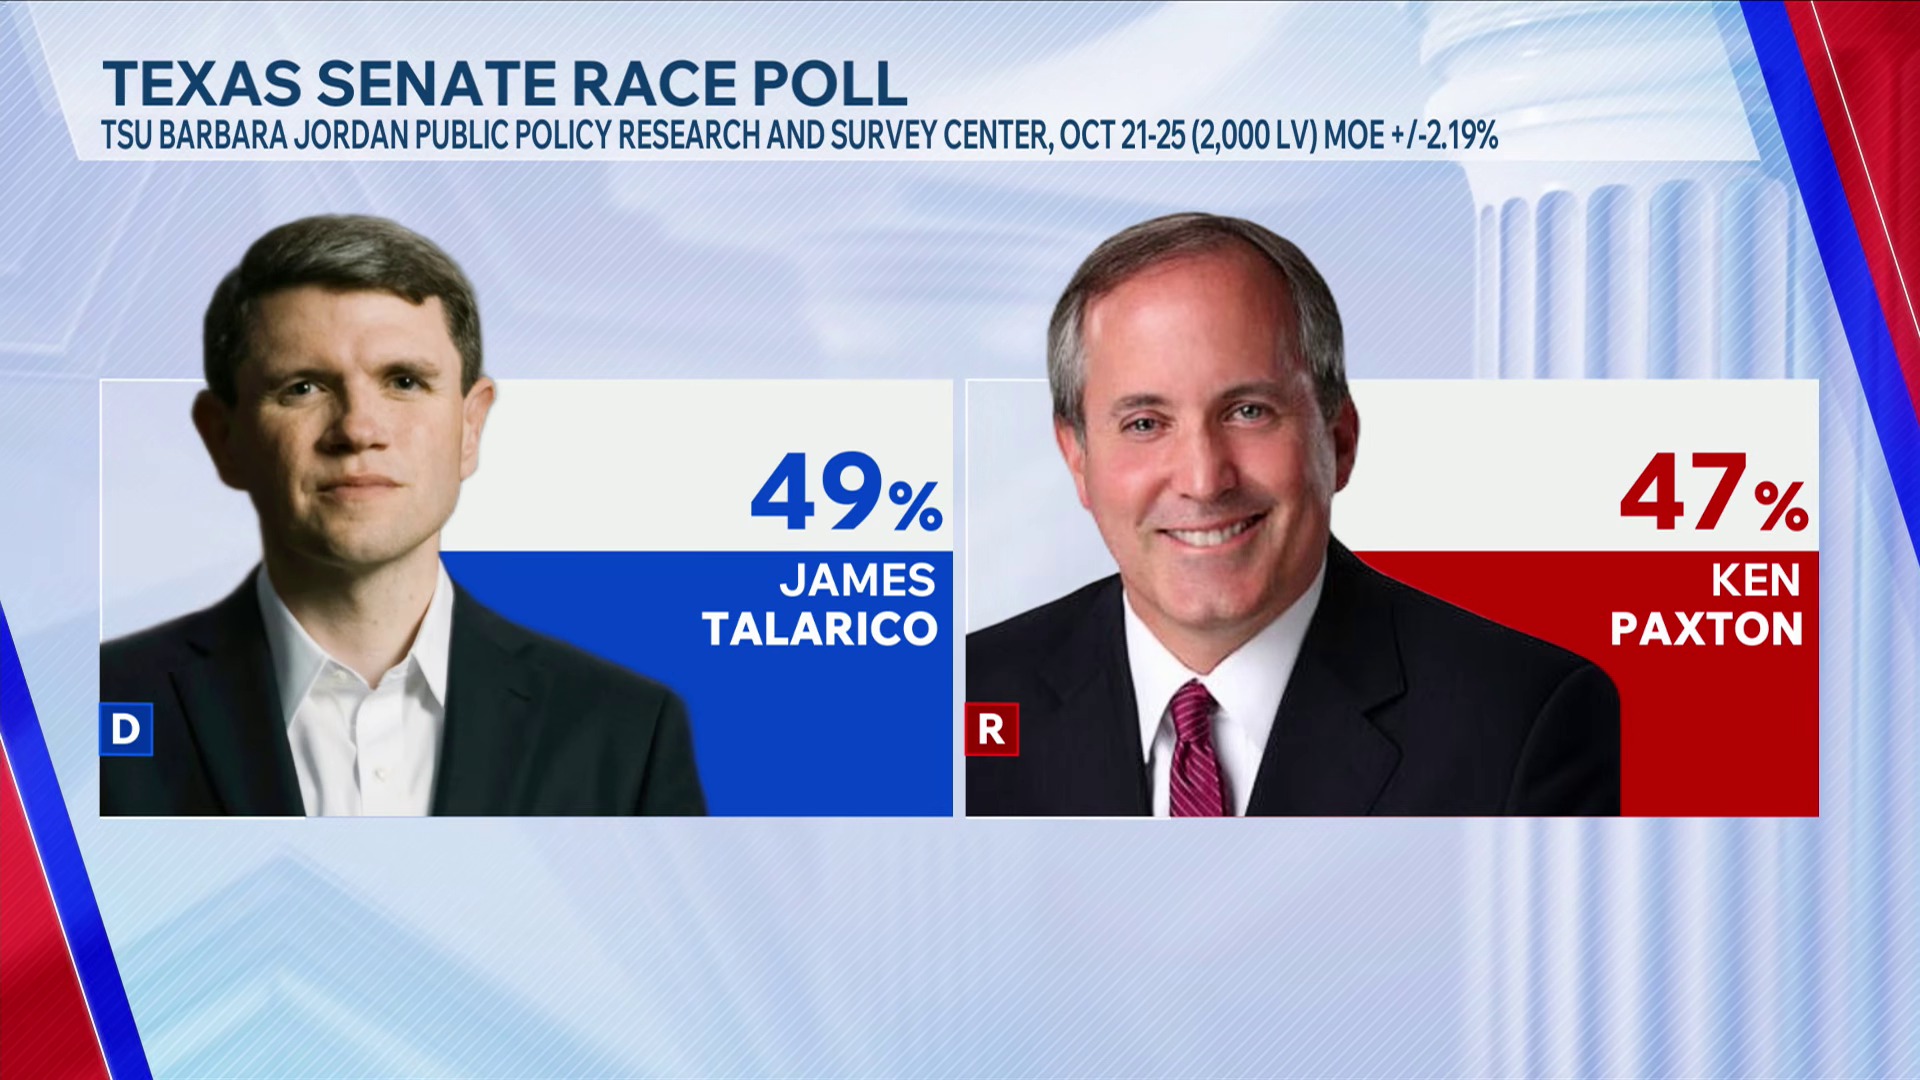 TEXAS SENATE RACE POLL
TSU BARBARA JORDAN PUBLIC POLICY RESEARCH AND SURVEY CENTER, OCT 21-25 (2,000 LV) MOE +/-2.19%
49%
JAMES
TALARICO
D
47%
KEN
PAXTON
R